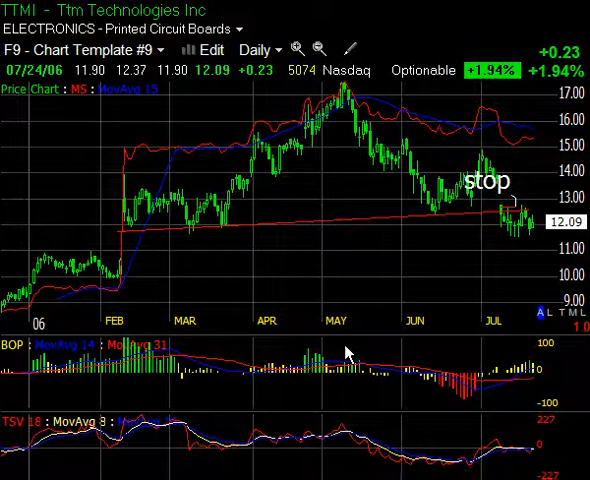 TTMI - Ttm Technologies Inc
ELECTRONICS - Printed Circuit Boards
F9 - Chart Template #9 Edit Daily
+0.23
07/24/06 11.90 12.37 11.90 12.09 +0.23 5074 Nasdaq Optionable +1.94% +1.94%
Price Chart : MS : MovAvg 15
17.00
16.00
15.00
14.00
stop
13.00
12.09
11.00
10.00
9.00
06 FEB MAR APR MAY JUN JUL
A L T M L
1.0
BOP : MovAvg 14 : MovAvg 31
100
0
-100
TSV 18 : MovAvg 8 :
227
0
-227